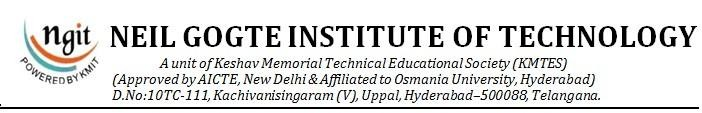 ngit
POWERED BY KMIT
NEIL GOGTE INSTITUTE OF TECHNOLOGY
A unit of Keshav Memorial Technical Educational Society (KMTES)
(Approved by AICTE, New Delhi & Affiliated to Osmania University, Hyderabad)
D.No:10TC-111, Kachivanisingaram (V), Uppal, Hyderabad–500088, Telangana.